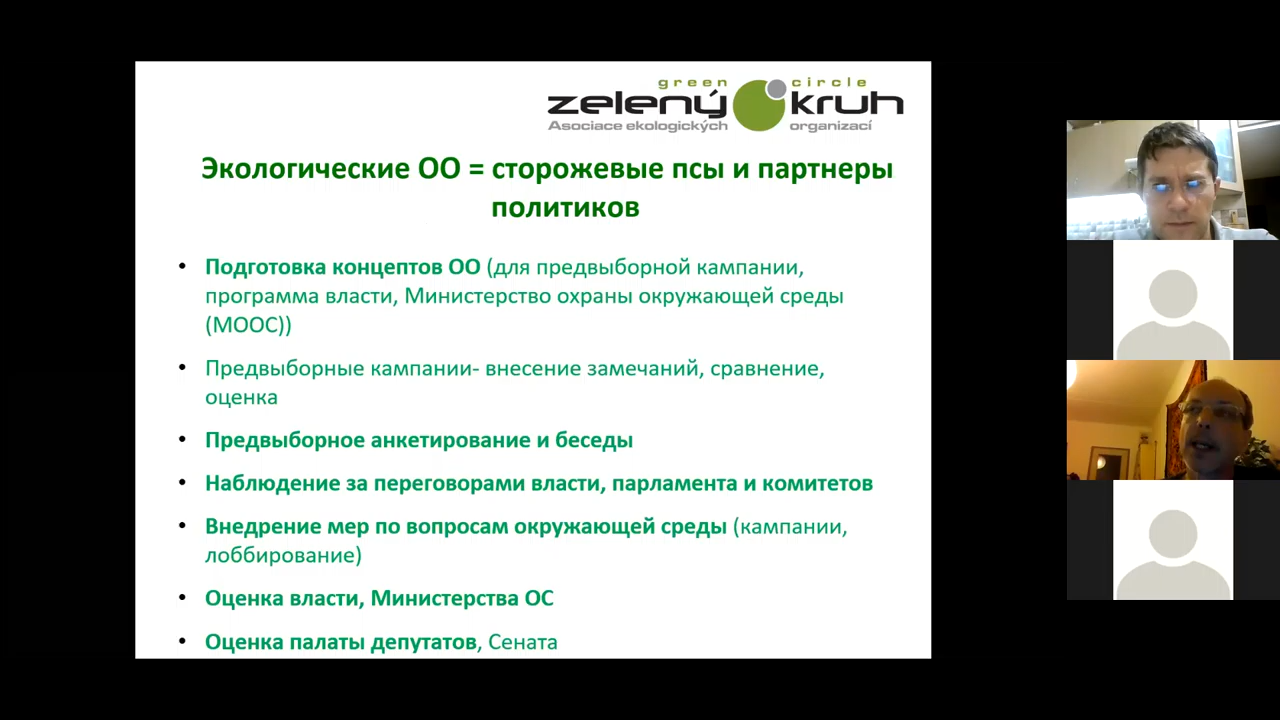 green circle
zelený kruh
Asociace ekologických organizací
Экологические ОО = сторожевые псы и партнеры
политиков
• Подготовка концептов ОО (для предвыборной кампании,
программа власти, Министерство охраны окружающей среды
(МООС))
• Предвыборные кампании- внесение замечаний, сравнение,
оценка
• Предвыборное анкетирование и беседы
• Наблюдение за переговорами власти, парламента и комитетов
• Внедрение мер по вопросам окружающей среды (кампании,
лоббирование)
• Оценка власти, Министерства ОС
• Оценка палаты депутатов, Сената